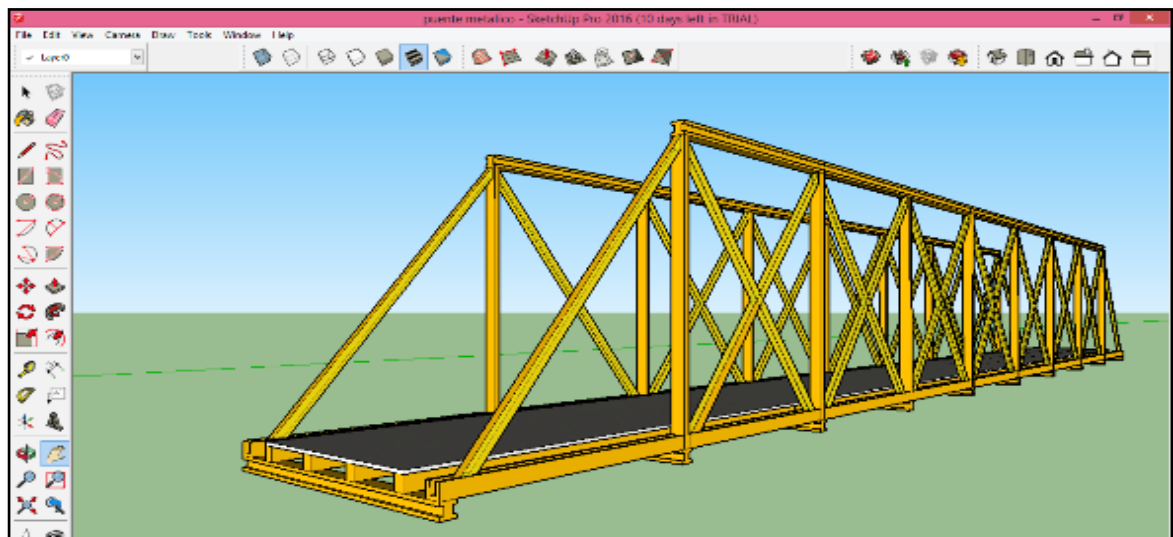 puente metalico - SketchUp Pro 2016 (10 days left in TRIAL)
File Edit View Camera Draw Tools Window Help
Layer0